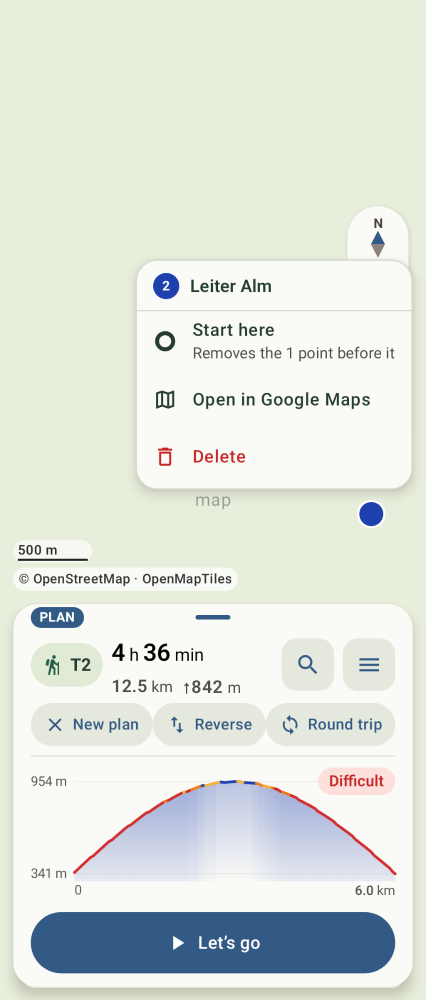 N
2 Leiter Alm
Start here
Removes the 1 point before it
Open in Google Maps
Delete
map
500 m
© OpenStreetMap · OpenMapTiles
PLAN
T2
4 h 36 min
12.5 km ↑842 m
New plan
Reverse
Round trip
954 m
Difficult
341 m
0
6.0 km
Let’s go